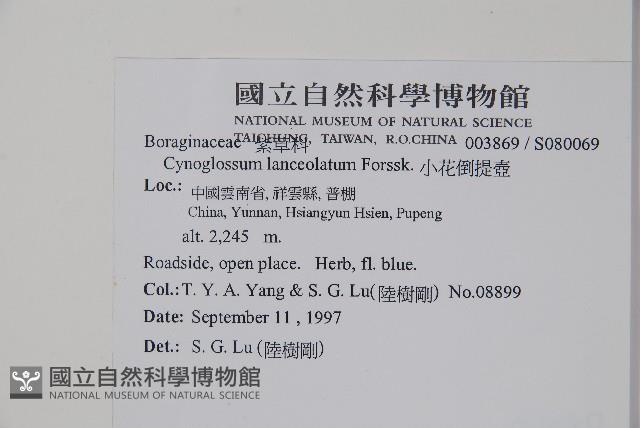 國立自然科學博物館
NATIONAL MUSEUM OF NATURAL SCIENCE
TAICHUNG, TAIWAN, R.O.CHINA
Boraginaceae 紫草科 003869 / S080069
Cynoglossum lanceolatum Forssk. 小花倒提壺
Loc.: 中國雲南省, 祥雲縣, 普棚
China, Yunnan, Hsiangyun Hsien, Pupeng
alt. 2,245 m.
Roadside, open place. Herb, fl. blue.
Col.: T. Y. A. Yang & S. G. Lu(陸樹剛) No.08899
Date: September 11 , 1997
Det.: S. G. Lu (陸樹剛)
國立自然科學博物館
NATIONAL MUSEUM OF NATURAL SCIENCE